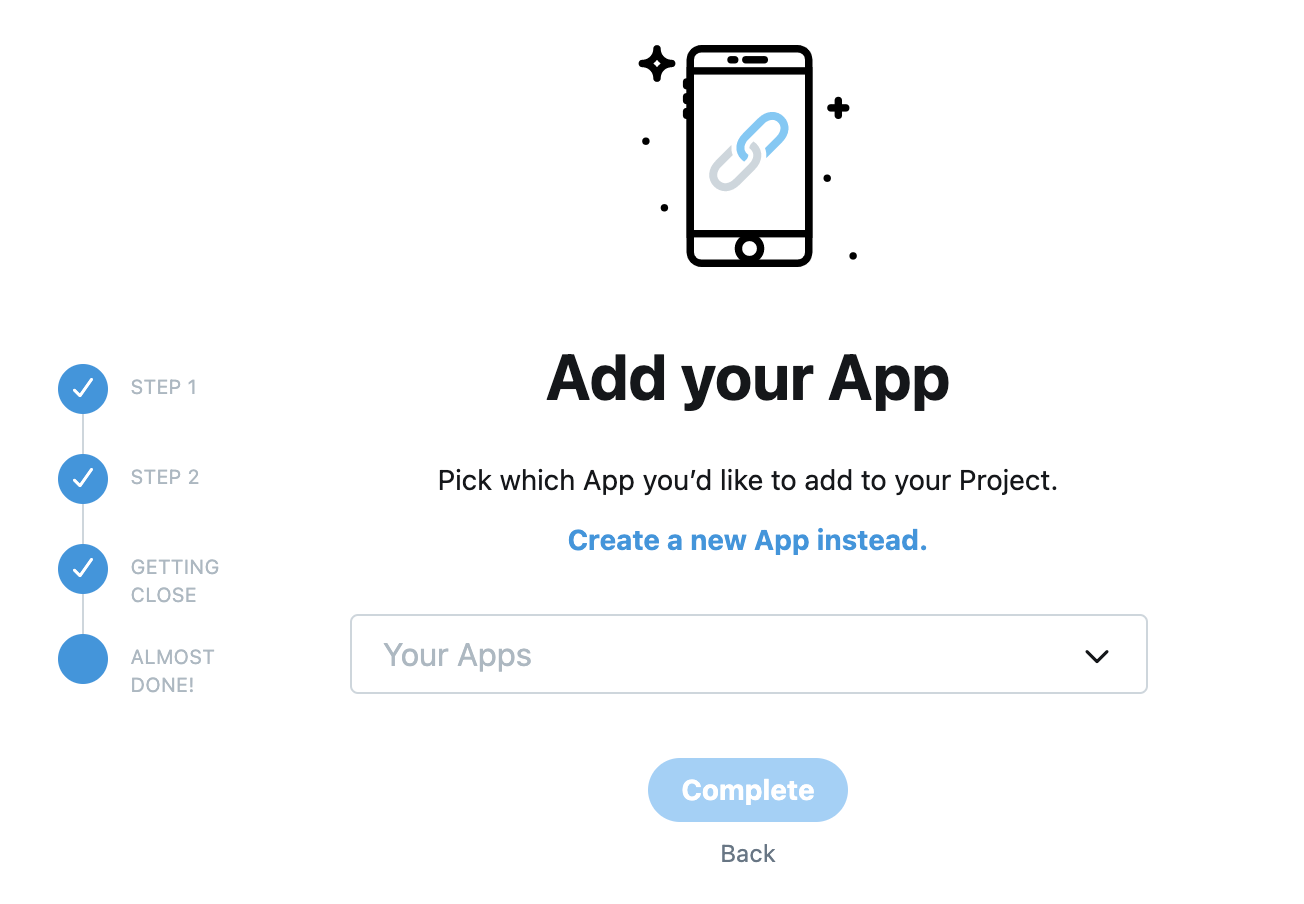 STEP 1
STEP 2
GETTING
CLOSE
ALMOST
DONE!
Add your App
Pick which App you’d like to add to your Project.
Create a new App instead.
Your Apps
Complete
Back